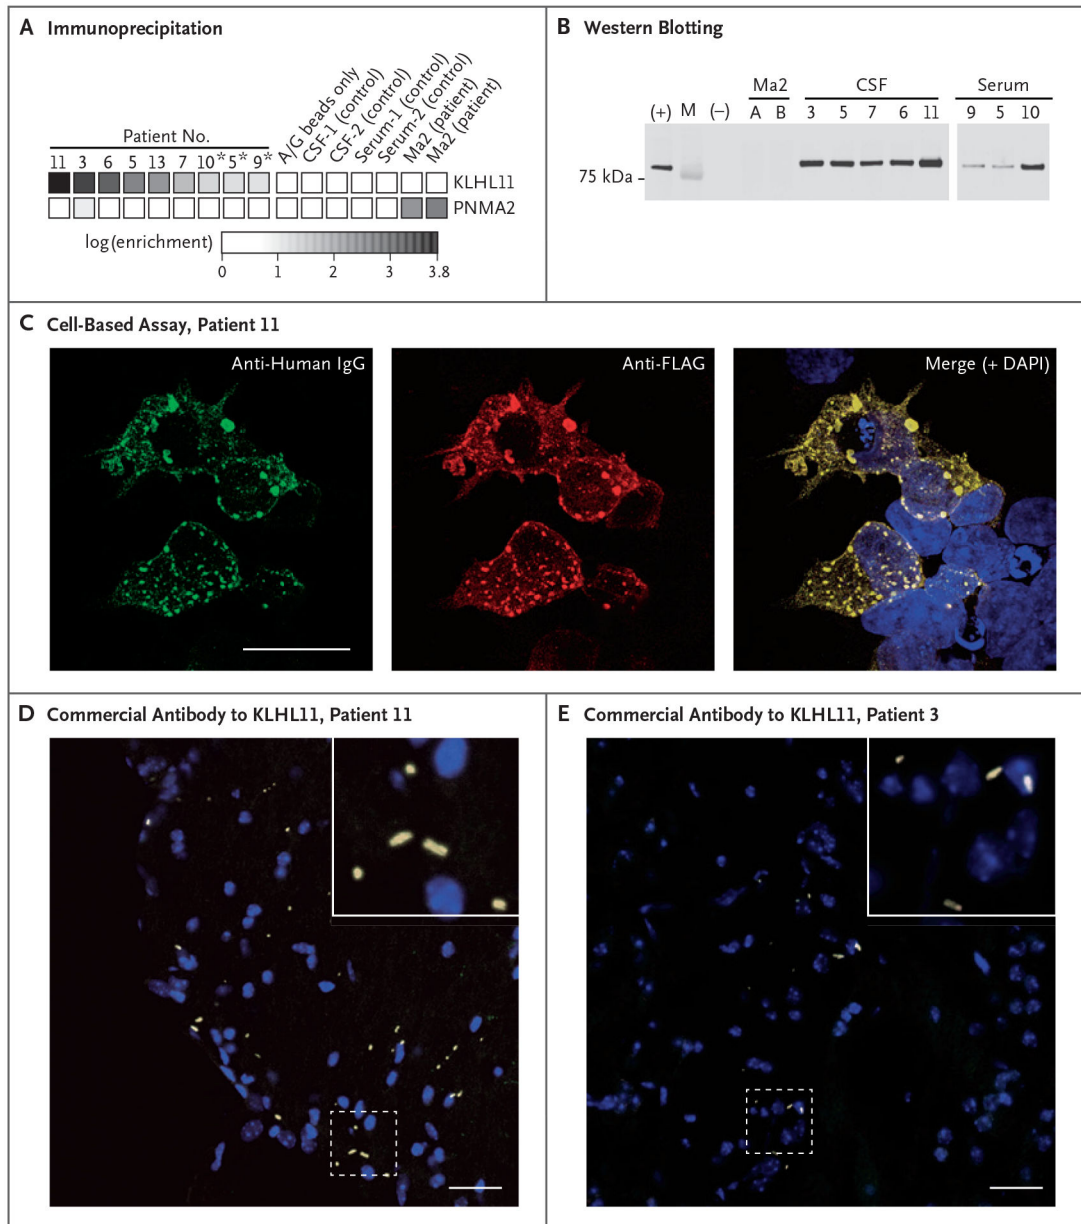 A Immunoprecipitation
Patient No.
11 3 6 5 13 7 10* 5* 9*
A/G beads only
CSF-1 (control)
CSF-2 (control)
Serum-1 (control)
Serum-2 (control)
Ma2 (patient)
Ma2 (patient)
KLHL11
PNMA2
log(enrichment)
0 1 2 3 3.8
B Western Blotting
Ma2 CSF Serum
(+) M (–) A B 3 5 7 6 11 9 5 10
75 kDa
C Cell-Based Assay, Patient 11
Anti-Human IgG
Anti-FLAG
Merge (+ DAPI)
D Commercial Antibody to KLHL11, Patient 11
E Commercial Antibody to KLHL11, Patient 3